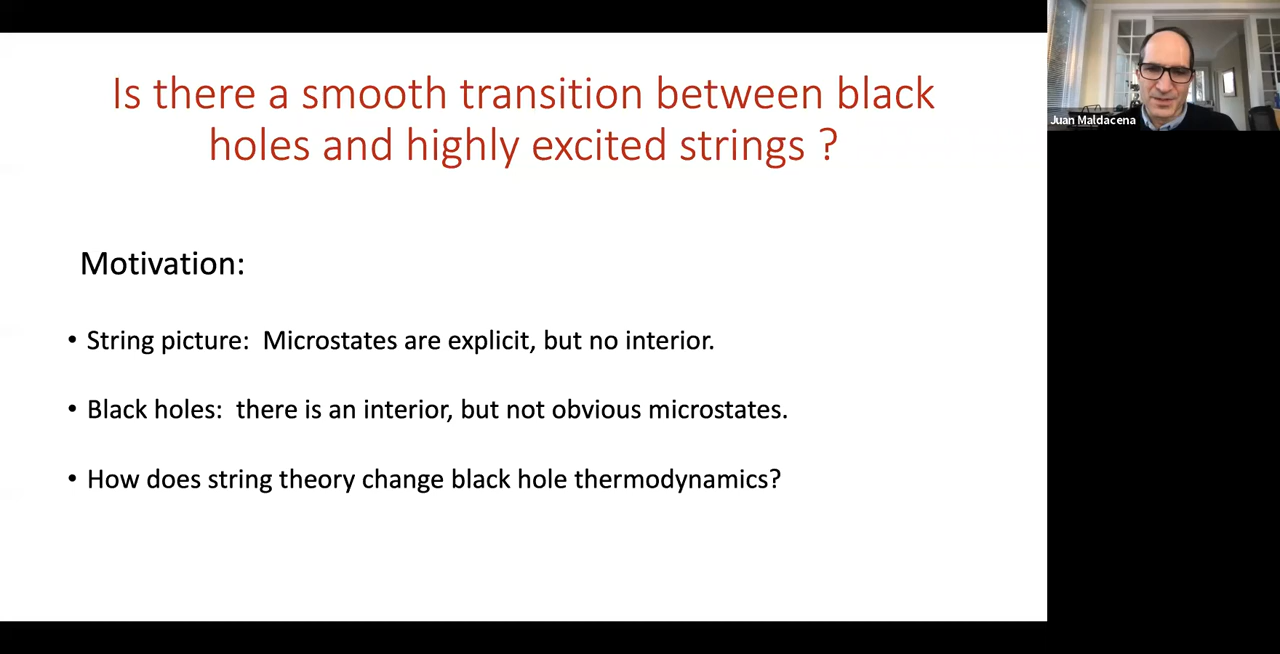 Is there a smooth transition between black
holes and highly excited strings ?
Juan Maldacena
Motivation:
• String picture:  Microstates are explicit, but no interior.
• Black holes:  there is an interior, but not obvious microstates.
• How does string theory change black hole thermodynamics?